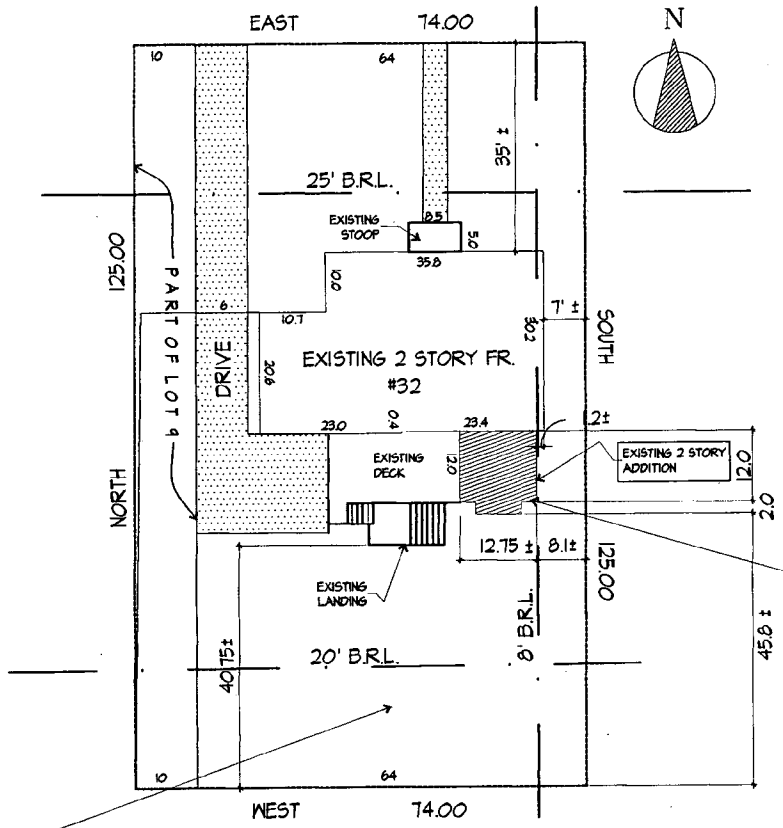 EAST 74.00
N
10
64
35' ±
25' B.R.L.
EXISTING
STOOP
8.5
5.0
35.8
10.0
125.00
PART OF LOT 9
6
10.7
DRIVE
20.6
30.2
7' ±
SOUTH
EXISTING 2 STORY FR.
#32
23.0
0.4
23.4
.2±
EXISTING
DECK
12.0
EXISTING 2 STORY
ADDITION
12.0
2.0
NORTH
12.75 ±
8.1±
125.00
EXISTING
LANDING
8' B.R.L.
45.8 ±
40.75±
20' B.R.L.
10
64
WEST 74.00